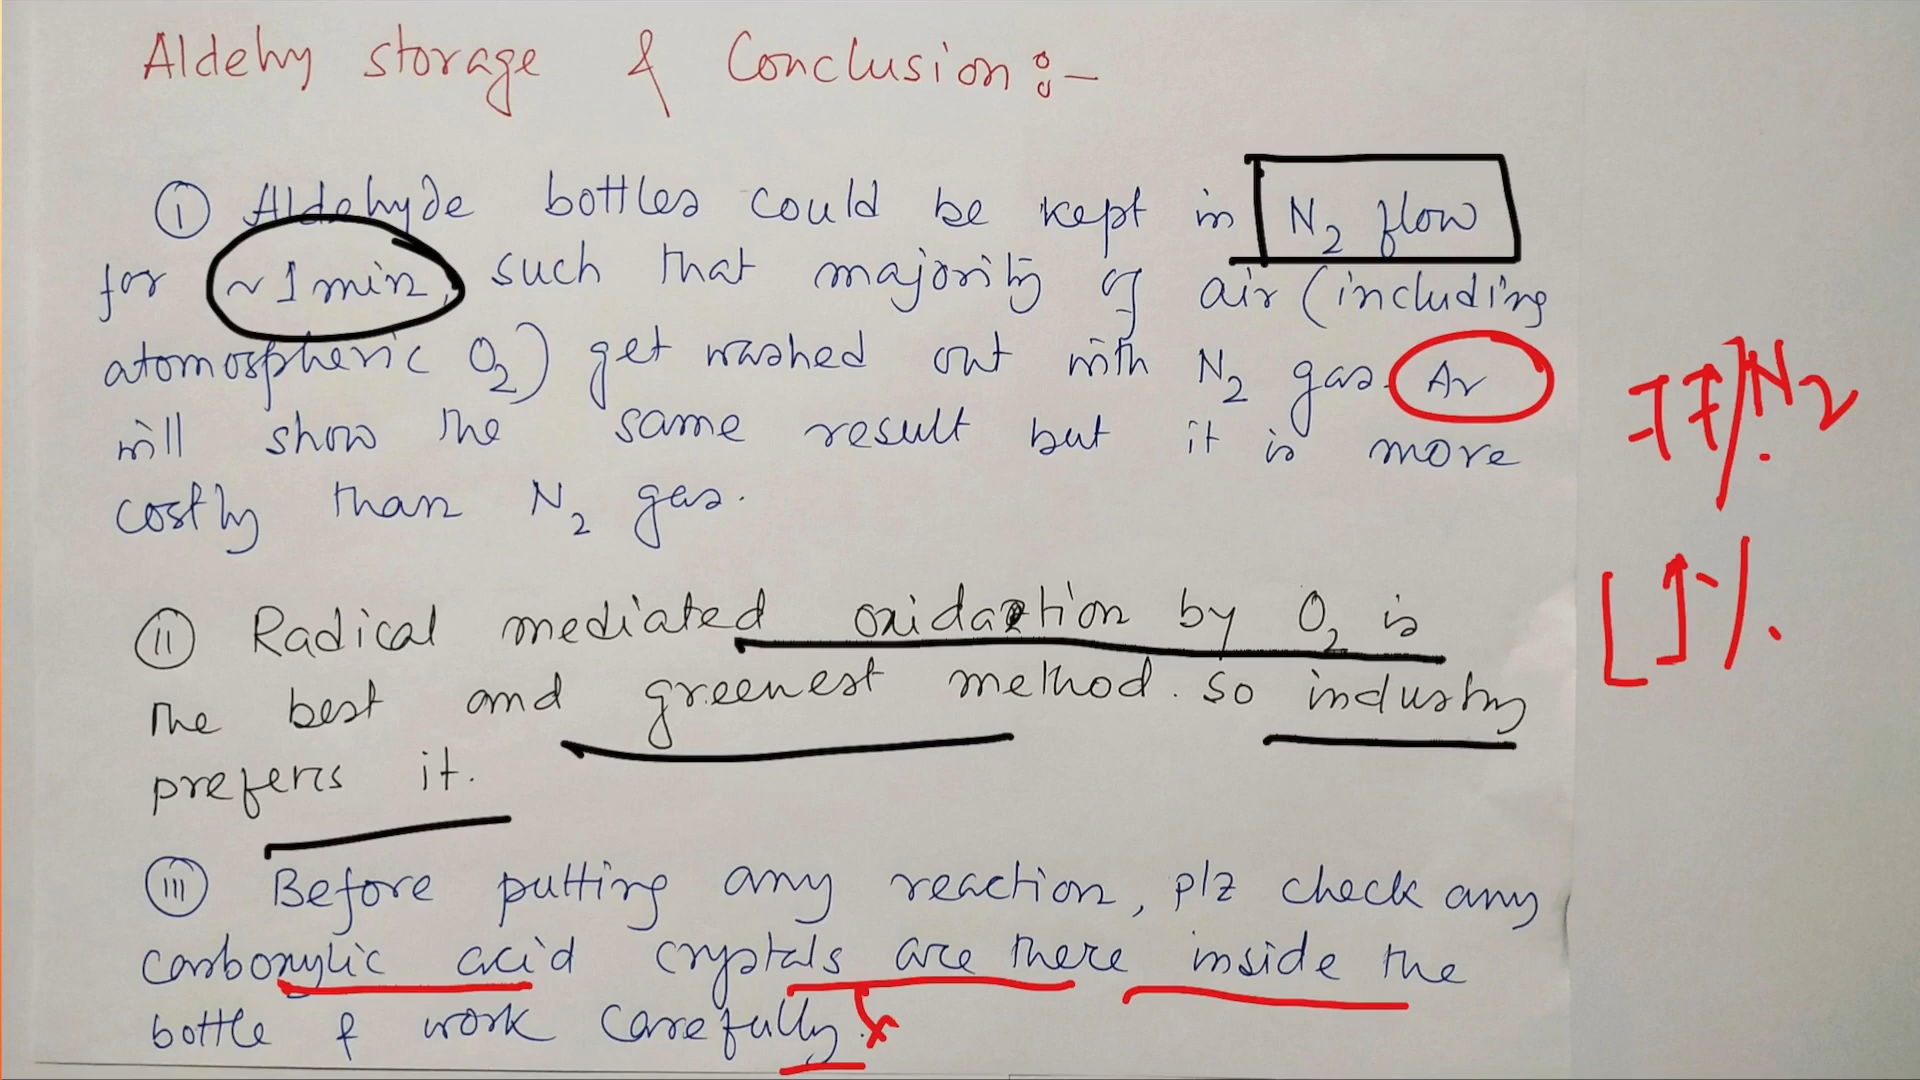 Aldehy storage & Conclusion :-
(i) Aldehyde bottles could be kept in N2 flow
for ~1 min, such that majority of air (including
atomospheric O2) get washed out with N2 gas. Ar
will show the same result but it is more
costly than N2 gas.
(ii) Radical mediated oxidation by O2 is
the best and greenest method. So industry
prefers it.
(iii) Before putting any reaction, plz check any
carboxylic acid crystals are there inside the
bottle & work carefully.
N2